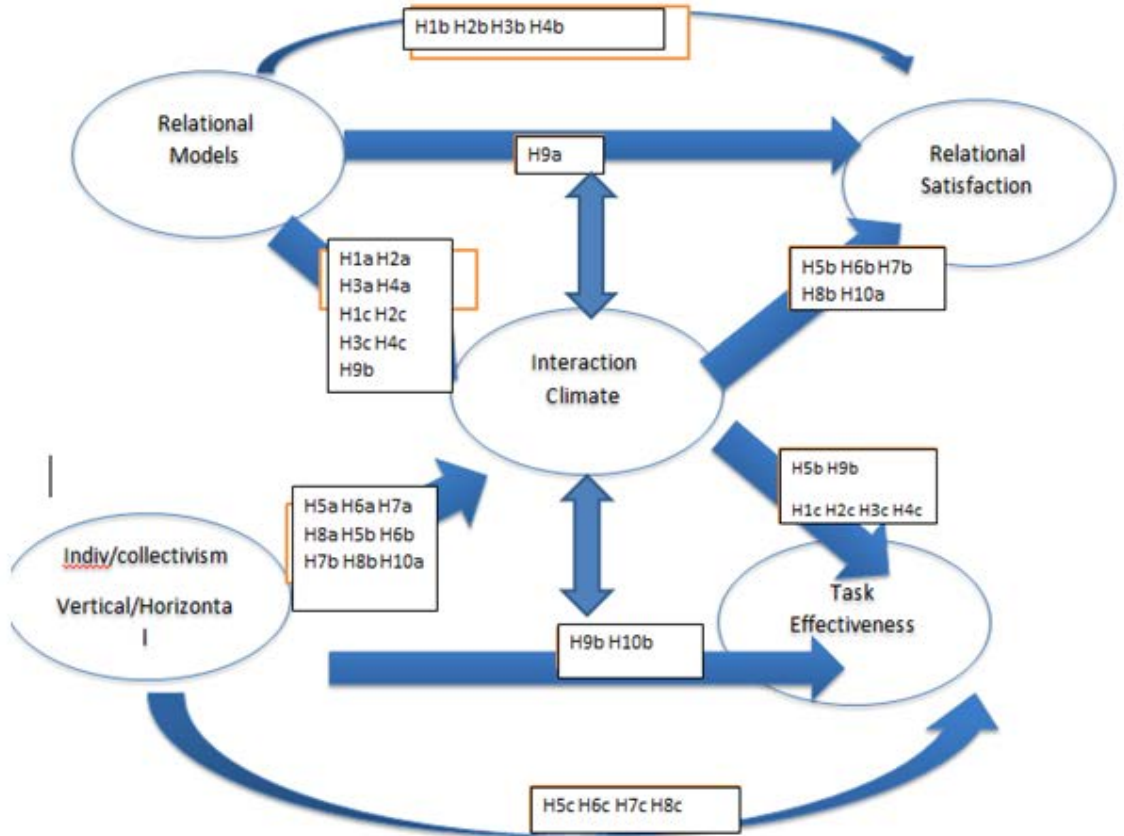 H1b H2b H3b H4b
Relational
Models
H9a
Relational
Satisfaction
H1a H2a
H3a H4a
H1c H2c
H3c H4c
H9b
H5b H6b H7b
H8b H10a
Interaction
Climate
H5b H9b
H1c H2c H3c H4c
H5a H6a H7a
H8a H5b H6b
H7b H8b H10a
Indiv/collectivism
Vertical/Horizonta
l
Task
Effectiveness
H9b H10b
H5c H6c H7c H8c